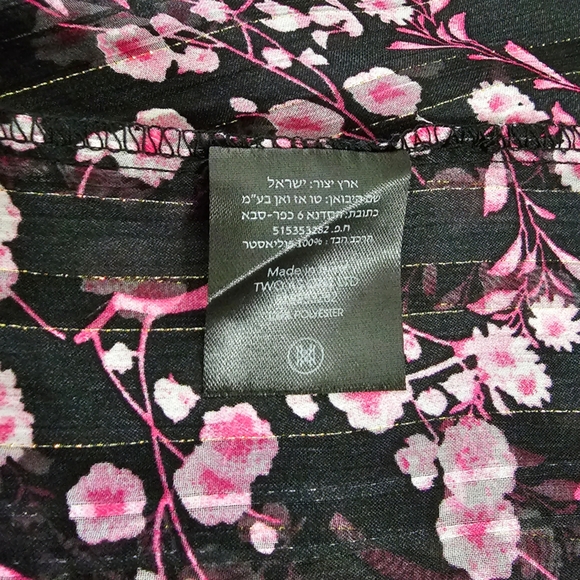 ארץ יצור: ישראל
שם היבואן: טו אז וואן בע״מ
כתובת: הסדנא 6 כפר-סבא
ח.פ. 515353282
הרכב הבד: 100% פוליאסטר
Made in
TWO
POLYESTER